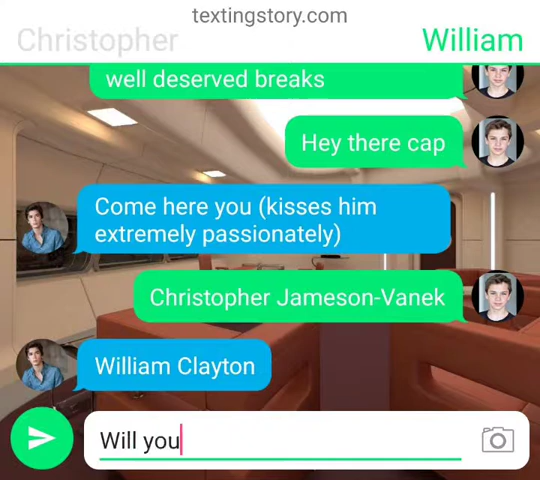 textingstory.com
Christopher
William
well deserved breaks
Hey there cap
Come here you (kisses him
extremely passionately)
Christopher Jameson-Vanek
William Clayton
Will you